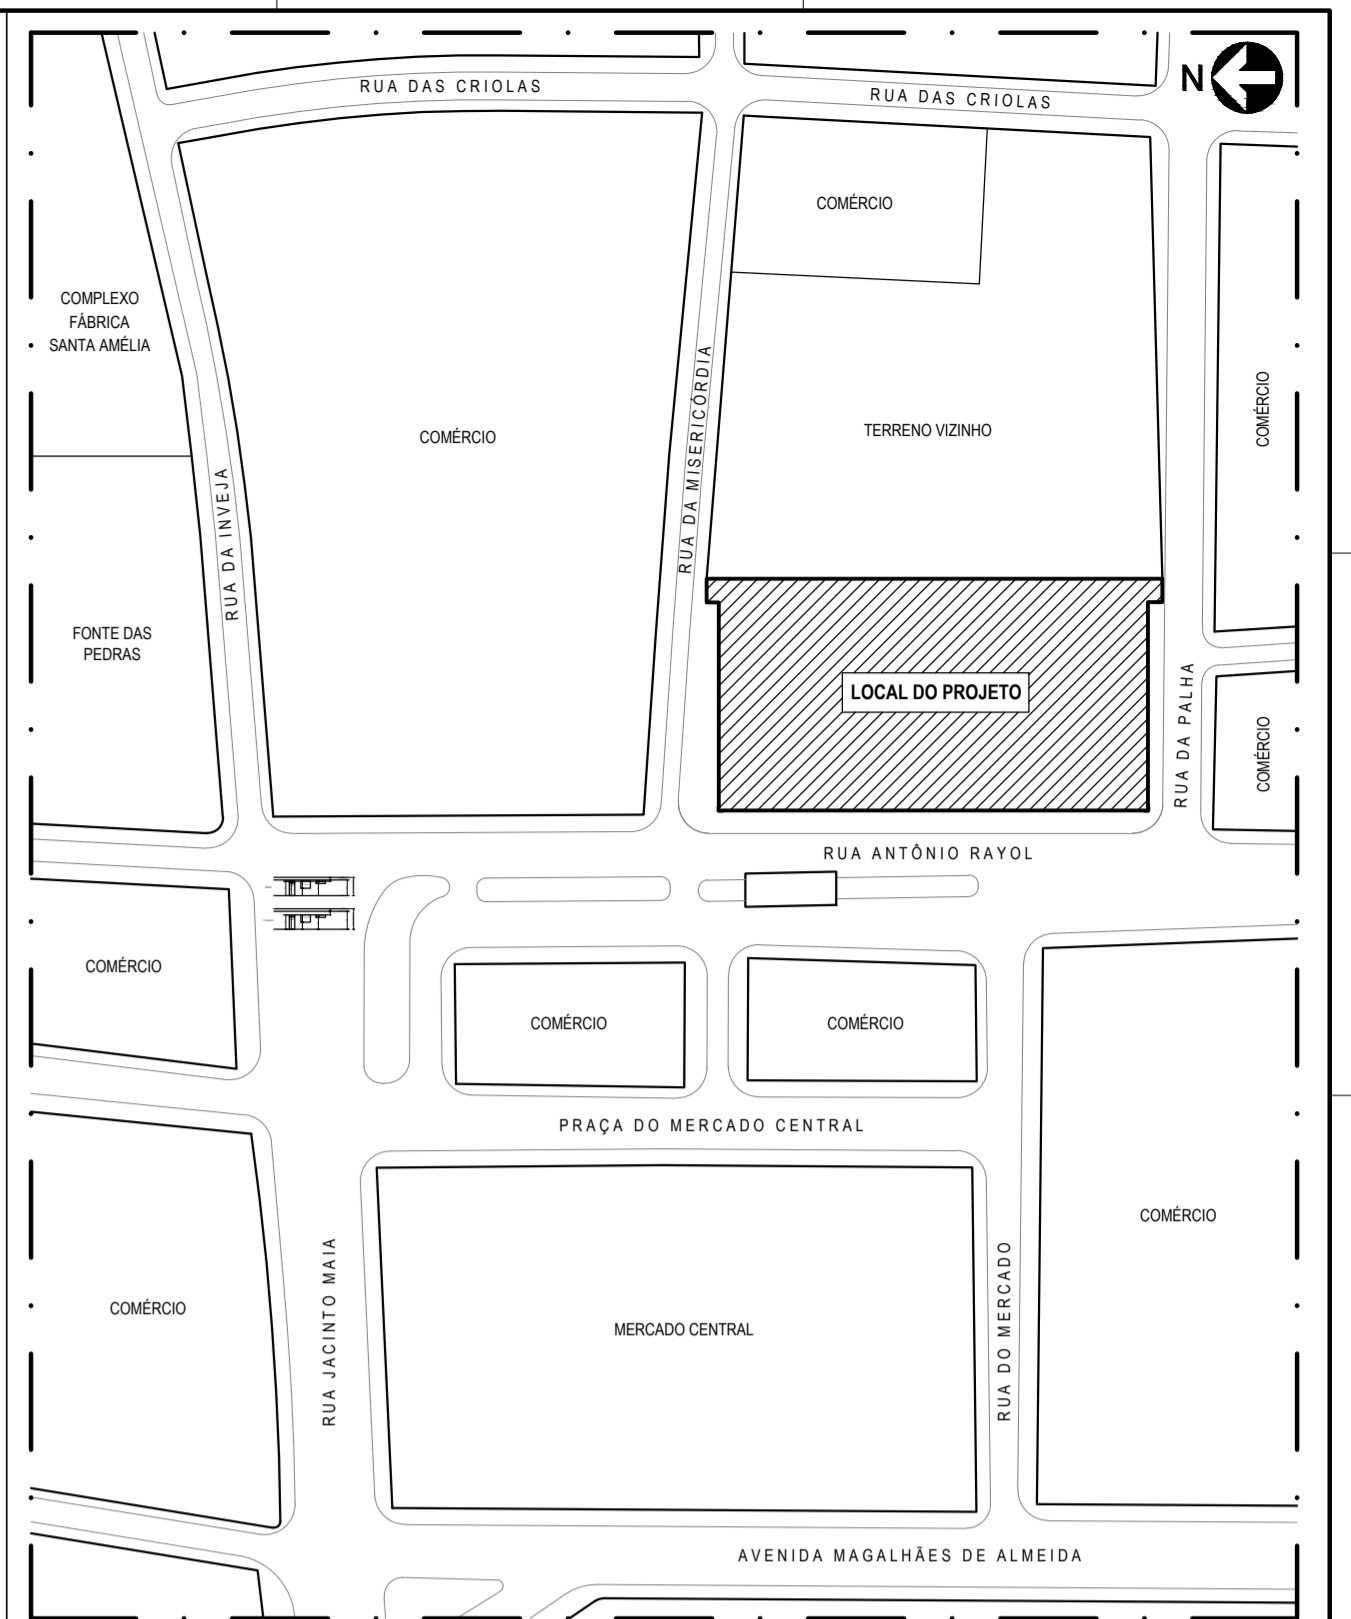 RUA DAS CRIOLAS
RUA DAS CRIOLAS
N
COMÉRCIO
COMPLEXO
FÁBRICA
SANTA AMÉLIA
COMÉRCIO
RUA DA MISERICÓRDIA
TERRENO VIZINHO
COMÉRCIO
RUA DA INVEJA
FONTE DAS
PEDRAS
LOCAL DO PROJETO
RUA DA PALHA
COMÉRCIO
RUA ANTÔNIO RAYOL
COMÉRCIO
COMÉRCIO
COMÉRCIO
PRAÇA DO MERCADO CENTRAL
COMÉRCIO
COMÉRCIO
RUA JACINTO MAIA
MERCADO CENTRAL
RUA DO MERCADO
AVENIDA MAGALHÃES DE ALMEIDA